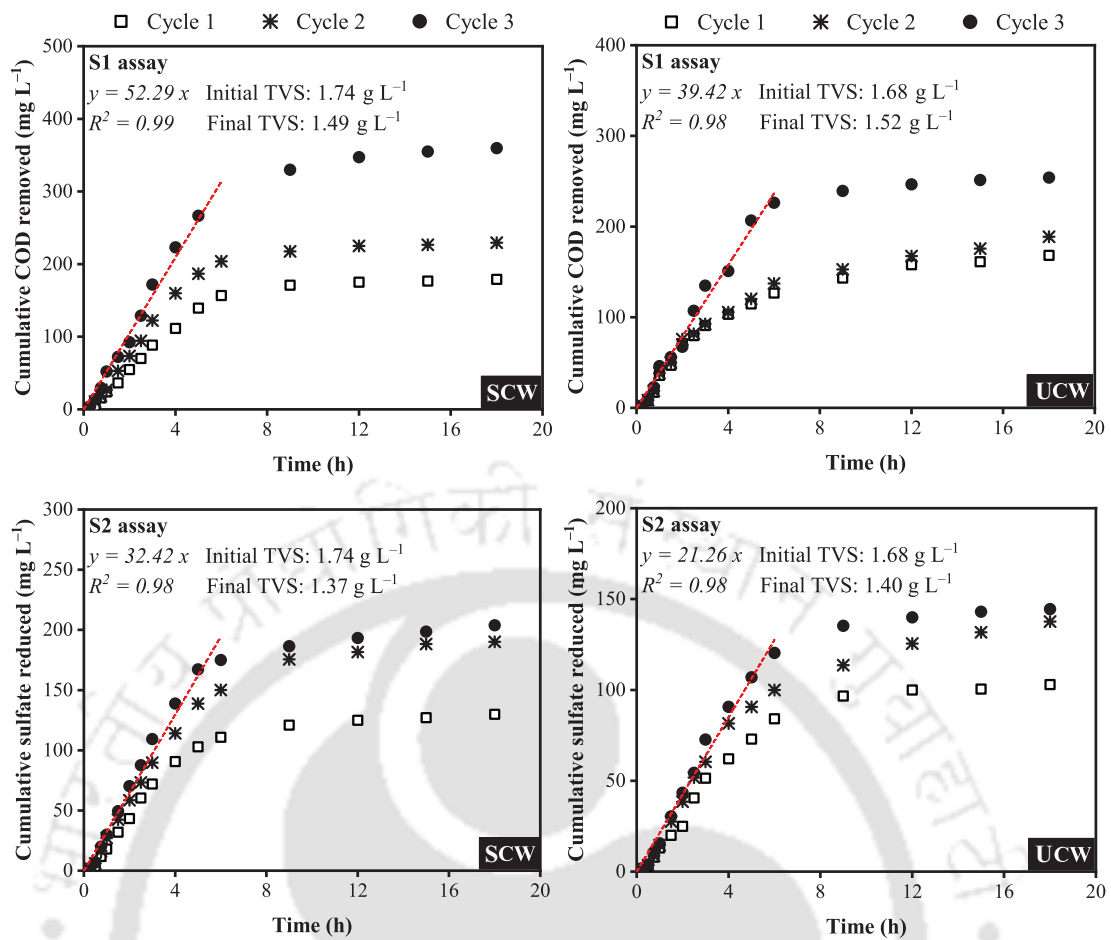 Cycle 1 Cycle 2 Cycle 3
Cycle 1 Cycle 2 Cycle 3
S1 assay
y = 52.29 x Initial TVS: 1.74 g L⁻¹
R² = 0.99 Final TVS: 1.49 g L⁻¹
SCW
Cumulative COD removed (mg L⁻¹)
500
400
300
200
100
0
0 4 8 12 16 20
Time (h)
S1 assay
y = 39.42 x Initial TVS: 1.68 g L⁻¹
R² = 0.98 Final TVS: 1.52 g L⁻¹
UCW
Cumulative COD removed (mg L⁻¹)
400
300
200
100
0
0 4 8 12 16 20
Time (h)
S2 assay
y = 32.42 x Initial TVS: 1.74 g L⁻¹
R² = 0.98 Final TVS: 1.37 g L⁻¹
SCW
Cumulative sulfate reduced (mg L⁻¹)
300
250
200
150
100
50
0
0 4 8 12 16 20
Time (h)
S2 assay
y = 21.26 x Initial TVS: 1.68 g L⁻¹
R² = 0.98 Final TVS: 1.40 g L⁻¹
UCW
Cumulative sulfate reduced (mg L⁻¹)
200
150
100
50
0
0 4 8 12 16 20
Time (h)